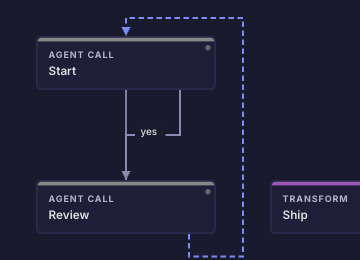 AGENT CALL
Start
yes
AGENT CALL
Review
TRANSFORM
Ship